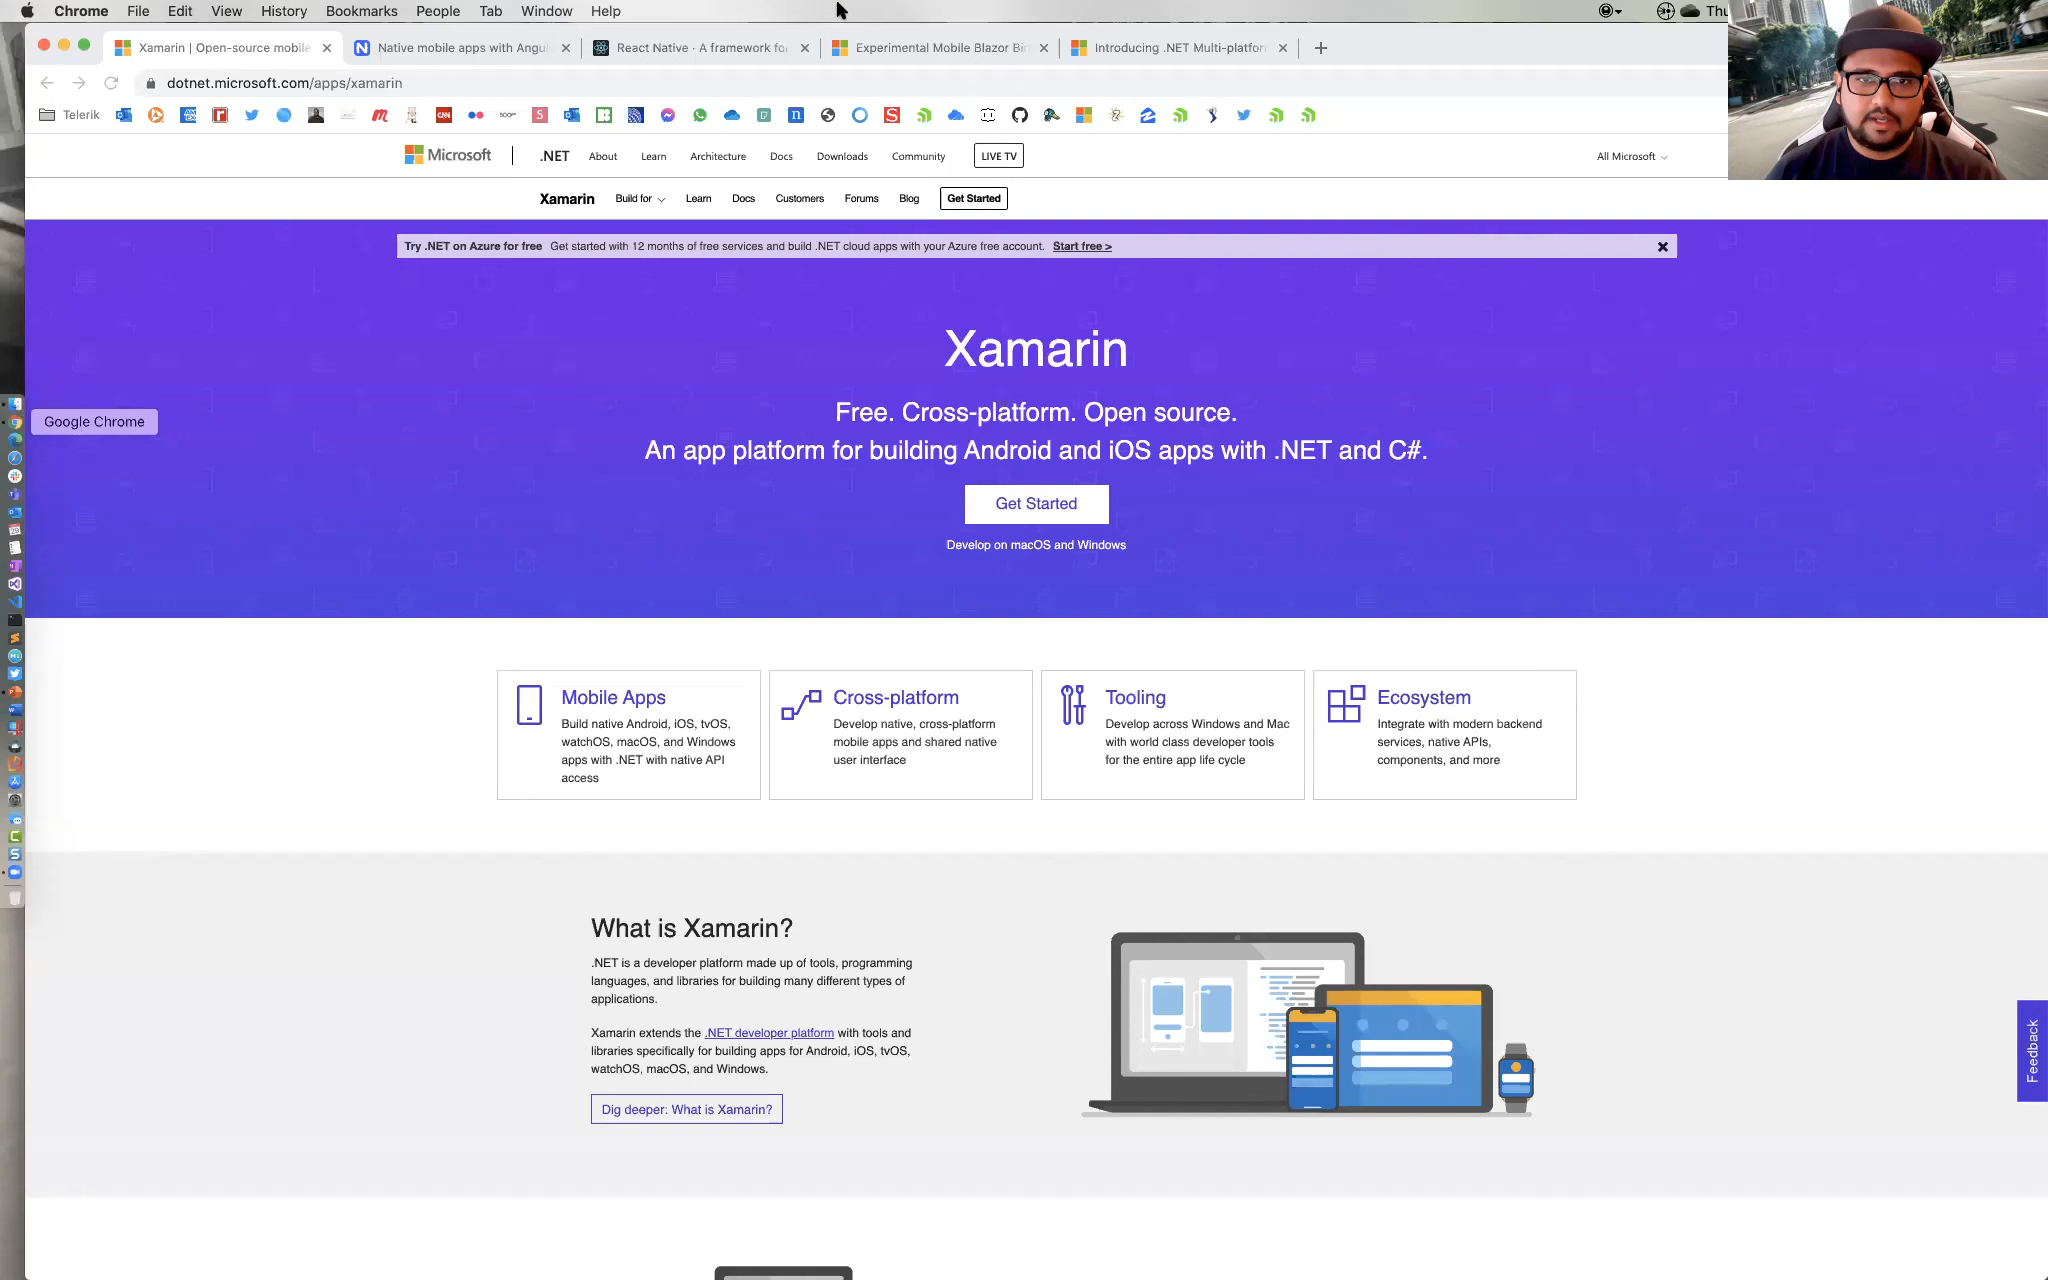 Chrome File Edit View History Bookmarks People Tab Window Help Thu
Xamarin | Open-source mobile Native mobile apps with Angul React Native · A framework fo Experimental Mobile Blazor Bin Introducing .NET Multi-platfor
dotnet.microsoft.com/apps/xamarin
Telerik
Microsoft .NET About Learn Architecture Docs Downloads Community LIVE TV All Microsoft
Xamarin Build for Learn Docs Customers Forums Blog Get Started
Try .NET on Azure for free Get started with 12 months of free services and build .NET cloud apps with your Azure free account. Start free >
Xamarin
Free. Cross-platform. Open source.
Google Chrome
An app platform for building Android and iOS apps with .NET and C#.
Get Started
Develop on macOS and Windows
Mobile Apps
Build native Android, iOS, tvOS,
watchOS, macOS, and Windows
apps with .NET with native API
access
Cross-platform
Develop native, cross-platform
mobile apps and shared native
user interface
Tooling
Develop across Windows and Mac
with world class developer tools
for the entire app life cycle
Ecosystem
Integrate with modern backend
services, native APIs,
components, and more
What is Xamarin?
.NET is a developer platform made up of tools, programming
languages, and libraries for building many different types of
applications.
Xamarin extends the .NET developer platform with tools and
libraries specifically for building apps for Android, iOS, tvOS,
watchOS, macOS, and Windows.
Dig deeper: What is Xamarin?
Feedback